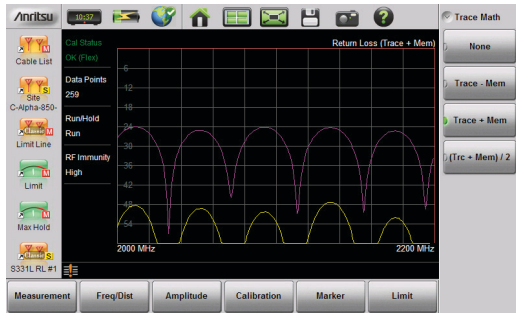 Anritsu
10:37
Trace Math
Cable List
Site
C-Alpha-850-
Classic
Limit Line
Limit
Max Hold
Classic
S331L RL #1
Cal Status
OK (Flex)
Data Points
259
Run/Hold
Run
RF Immunity
High
Return Loss (Trace + Mem)
-6
-12
-30
-36
-42
-54
2000 MHz
2200 MHz
None
Trace - Mem
Trace + Mem
(Trc + Mem) / 2
Measurement
Freq/Dist
Amplitude
Calibration
Marker
Limit